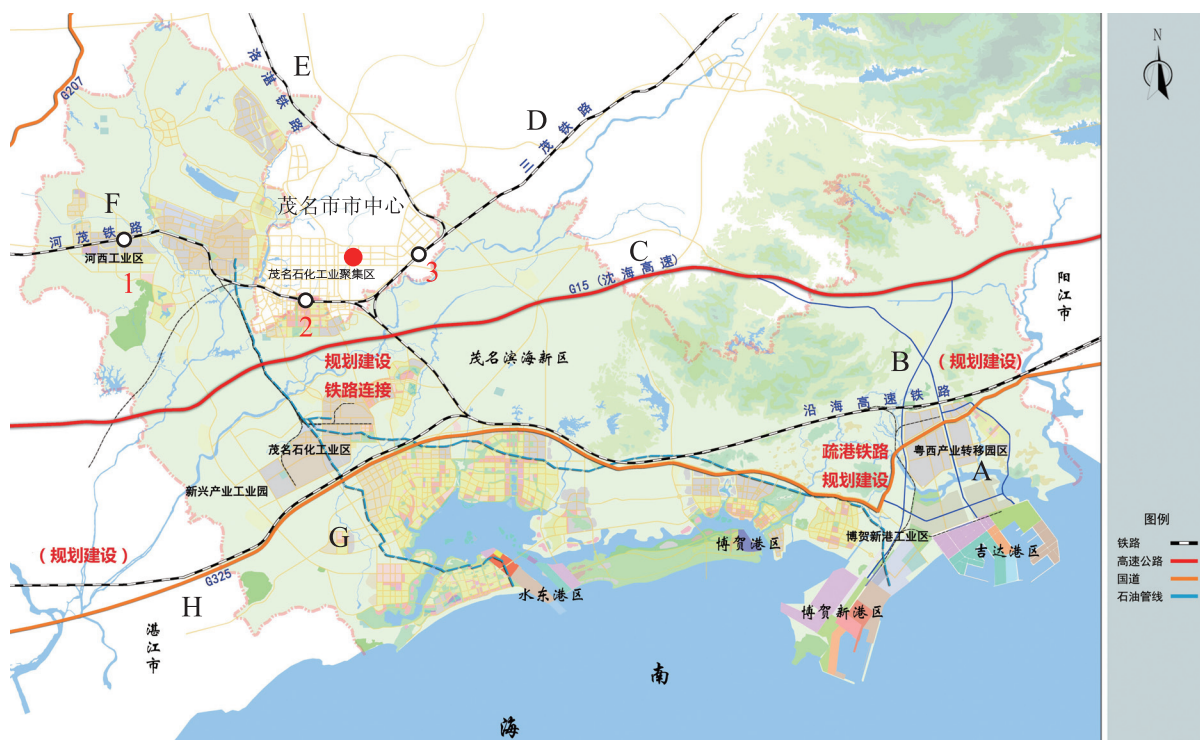 G207
洛湛铁路
E
D
三茂铁路
N
F
茂名市市中心
河茂铁路
河西工业区
茂名石化工业聚集区
1
2
3
C
G15 (沈海高速)
阳江市
规划建设
铁路连接
茂名滨海新区
B
(规划建设)
沿海高速铁路
茂名石化工业区
疏港铁路
规划建设
粤西产业转移园区
A
新兴产业工业园
G
博贺港区
博贺新港工业区
吉达港区
(规划建设)
G325
H
水东港区
博贺新港区
湛江市
南
海
图例
铁路
高速公路
国道
石油管线